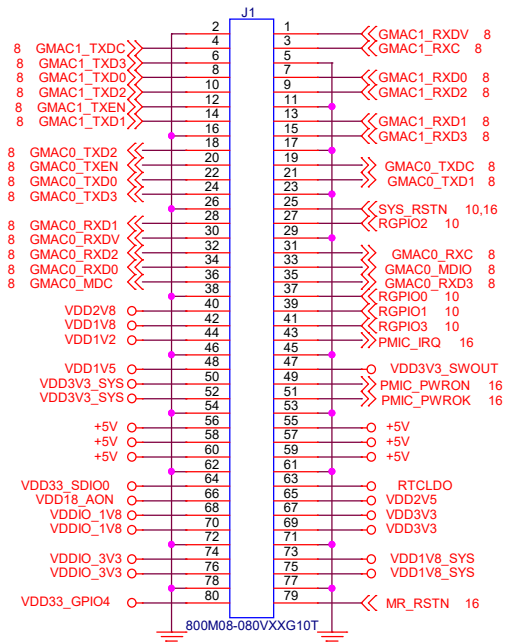 J1
2 1 GMAC1_RXDV 8
8 GMAC1_TXDC 4 3 GMAC1_RXC 8
8 GMAC1_TXD3 6 5
8 GMAC1_TXD0 8 7 GMAC1_RXD0 8
8 GMAC1_TXD2 10 9 GMAC1_RXD2 8
8 GMAC1_TXEN 12 11
8 GMAC1_TXD1 14 13 GMAC1_RXD1 8
16 15 GMAC1_RXD3 8
8 GMAC0_TXD2 18 17
8 GMAC0_TXEN 20 19 GMAC0_TXDC 8
8 GMAC0_TXD0 22 21 GMAC0_TXD1 8
8 GMAC0_TXD3 24 23
26 25 SYS_RSTN 10,16
8 GMAC0_RXD1 28 27 RGPIO2 10
8 GMAC0_RXDV 30 29
8 GMAC0_RXD2 32 31 GMAC0_RXC 8
8 GMAC0_RXD0 34 33 GMAC0_MDIO 8
8 GMAC0_MDC 36 35 GMAC0_RXD3 8
38 37 RGPIO0 10
VDD2V8 40 39 RGPIO1 10
VDD1V8 42 41 RGPIO3 10
VDD1V2 44 43 PMIC_IRQ 16
46 45
VDD1V5 48 47 VDD3V3_SWOUT
VDD3V3_SYS 50 49 PMIC_PWRON 16
VDD3V3_SYS 52 51 PMIC_PWROK 16
54 53
+5V 56 55 +5V
+5V 58 57 +5V
+5V 60 59 +5V
62 61
VDD33_SDIO0 64 63 RTCLDO
VDD18_AON 66 65 VDD2V5
VDDIO_1V8 68 67 VDD3V3
VDDIO_1V8 70 69 VDD3V3
72 71
VDDIO_3V3 74 73 VDD1V8_SYS
VDDIO_3V3 76 75 VDD1V8_SYS
78 77
VDD33_GPIO4 80 79 MR_RSTN 16
800M08-080VXXG10T